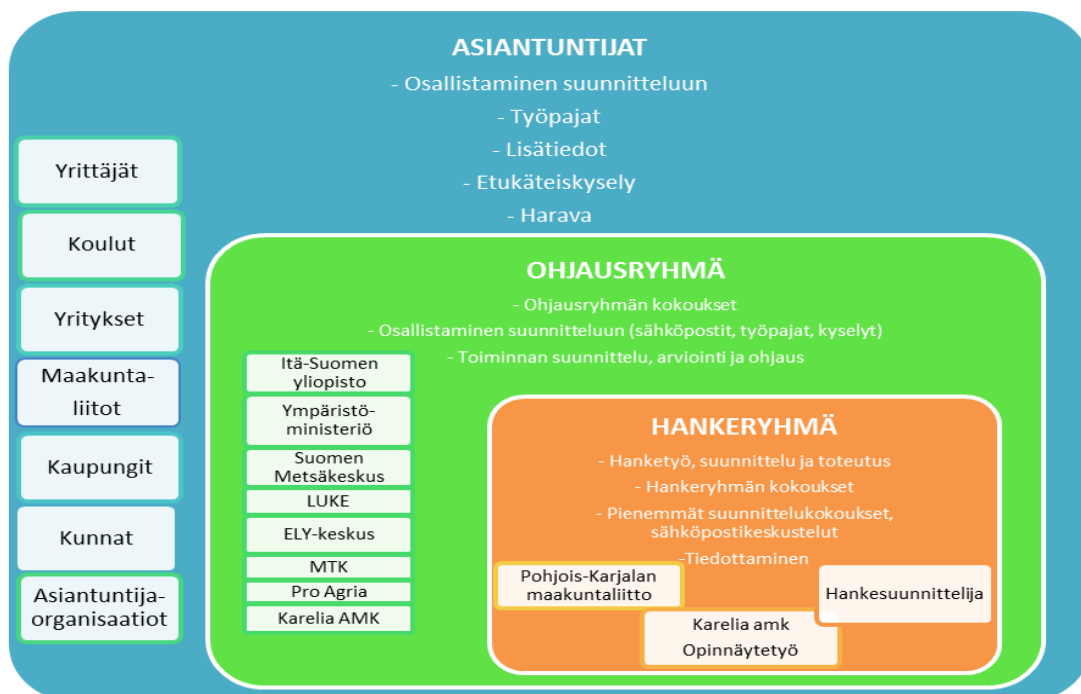 ASIANTUNTIJAT
- Osallistaminen suunnitteluun
- Työpajat
- Lisätiedot
- Etukäteiskysely
- Harava
Yrittäjät
Koulut
Yritykset
Maakunta-
liitot
Kaupungit
Kunnat
Asiantuntija-
organisaatiot
OHJAUSRYHMÄ
- Ohjausryhmän kokoukset
- Osallistaminen suunnitteluun (sähköpostit, työpajat, kyselyt)
- Toiminnan suunnittelu, arviointi ja ohjaus
Itä-Suomen
yliopisto
Ympäristö-
ministeriö
Suomen
Metsäkeskus
LUKE
ELY-keskus
MTK
Pro Agria
Karelia AMK
HANKERYHMÄ
- Hanketyö, suunnittelu ja toteutus
- Hankeryhmän kokoukset
- Pienemmät suunnittelukokoukset,
sähköpostikeskustelut
-Tiedottaminen
Pohjois-Karjalan
maakuntaliitto
Hankesuunnittelija
Karelia amk
Opinnäytetyö